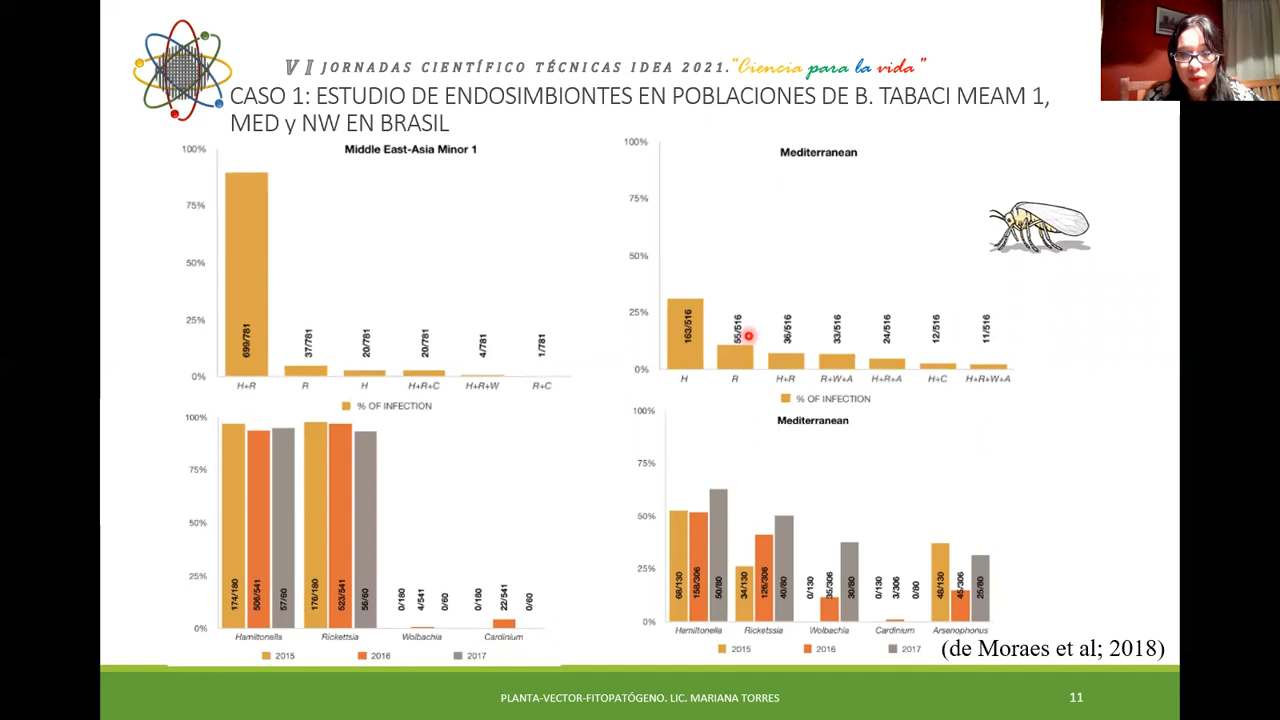 VI JORNADAS CIENTÍFICO TÉCNICAS IDEA 2021. “Ciencia para la vida”
CASO 1: ESTUDIO DE ENDOSIMBIONTES EN POBLACIONES DE B. TABACI MEAM 1,
MED y NW EN BRASIL
Middle East-Asia Minor 1
100%
75%
50%
25%
0%
699/781
37/781
20/781
20/781
4/781
1/781
H+R
R
H
H+R+C
H+R+W
R+C
% OF INFECTION
Mediterranean
100%
75%
50%
25%
0%
163/516
55/516
36/516
33/516
24/516
12/516
11/516
H
R
H+R
R+W+A
H+R+A
H+C
H+R+W+A
% OF INFECTION
100%
75%
50%
25%
0%
174/180
506/541
57/60
176/180
523/541
56/60
0/180
4/541
0/60
0/180
22/541
0/60
Hamiltonella
Rickettsia
Wolbachia
Cardinium
2015
2016
2017
Mediterranean
100%
75%
50%
25%
0%
68/130
158/306
50/80
34/130
126/306
40/80
0/130
35/306
30/80
0/130
3/306
0/80
48/130
45/306
25/80
Hamiltonella
Ricketssia
Wolbachia
Cardinium
Arsenophonus
2015
2016
2017
(de Moraes et al; 2018)
PLANTA-VECTOR-FITOPATÓGENO. LIC. MARIANA TORRES
11